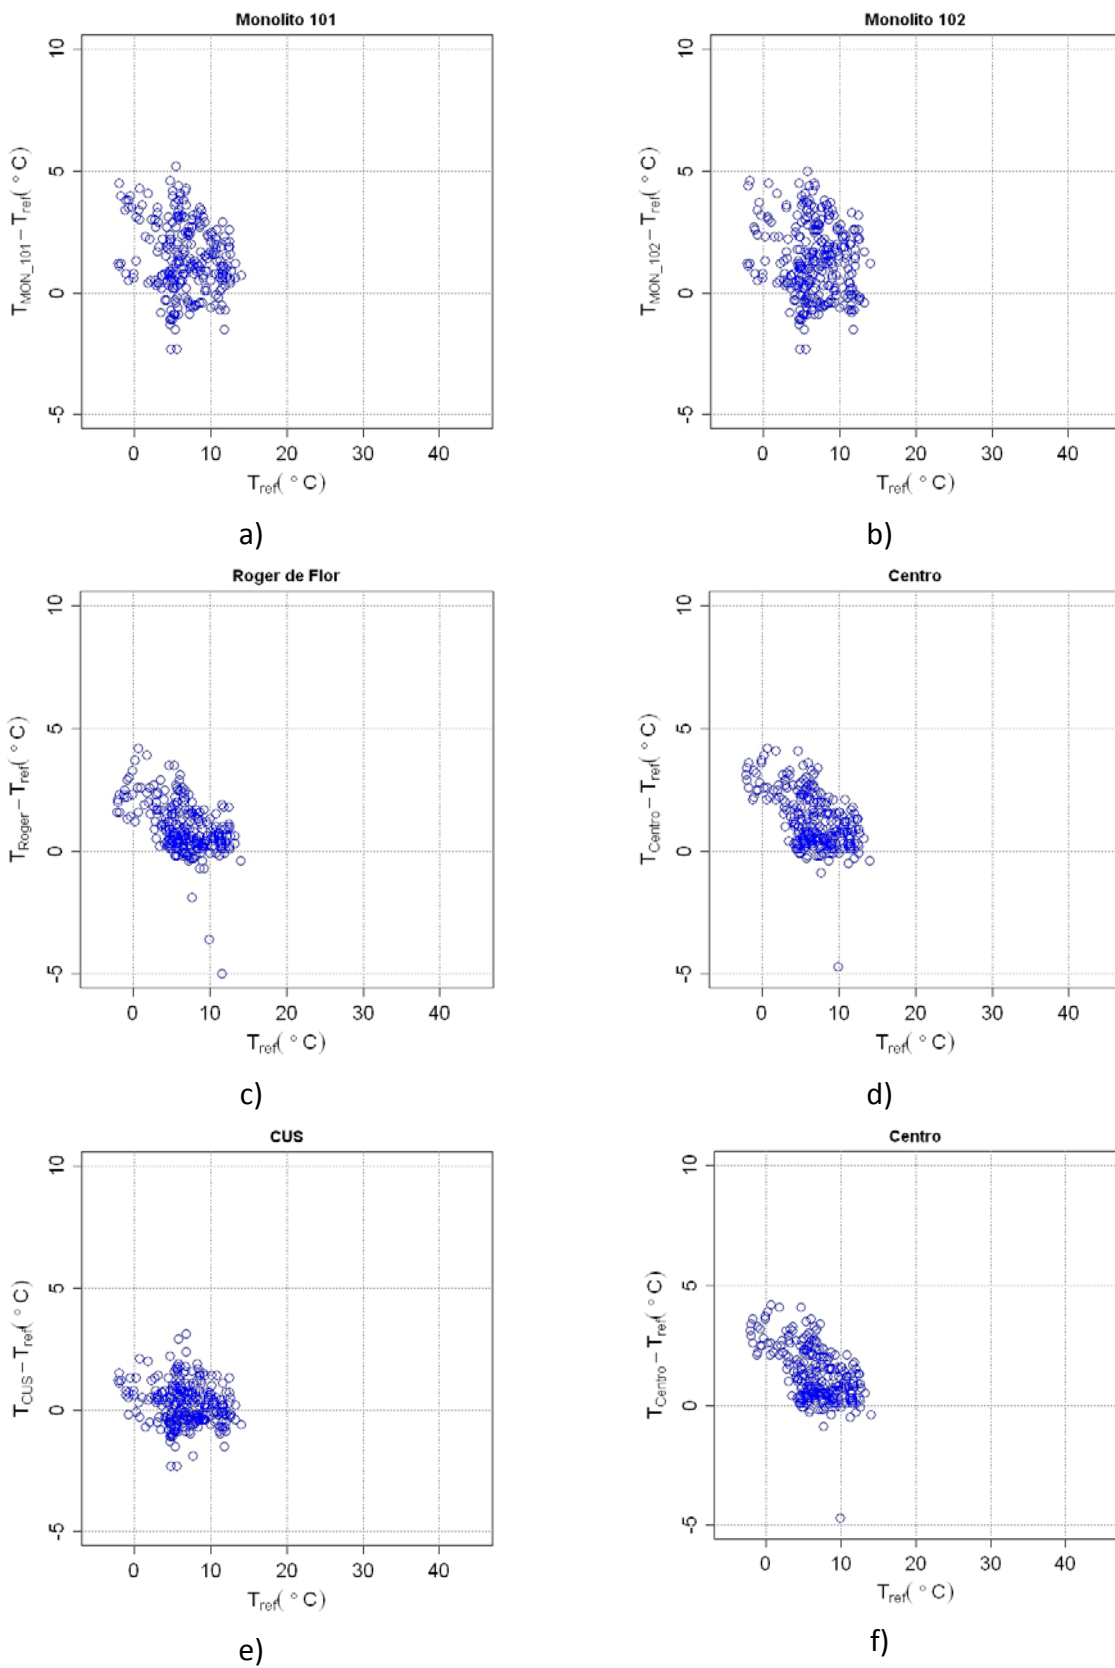 Monolito 101
10
5
0
-5
T_MON_101 − T_ref( ° C)
0 10 20 30 40
T_ref( ° C)
a)
Monolito 102
10
5
0
-5
T_MON_102 − T_ref( ° C)
0 10 20 30 40
T_ref( ° C)
b)
Roger de Flor
10
5
0
-5
T_Roger − T_ref( ° C)
0 10 20 30 40
T_ref( ° C)
c)
Centro
10
5
0
-5
T_Centro − T_ref( ° C)
0 10 20 30 40
T_ref( ° C)
d)
CUS
10
5
0
-5
T_CUS − T_ref( ° C)
0 10 20 30 40
T_ref( ° C)
e)
Centro
10
5
0
-5
T_Centro − T_ref( ° C)
0 10 20 30 40
T_ref( ° C)
f)